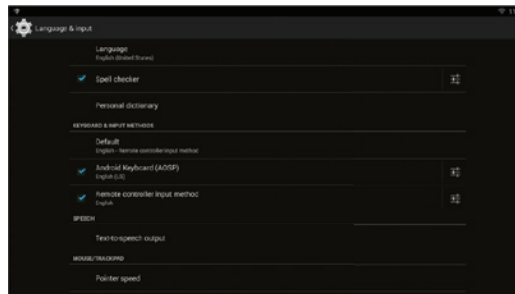 Language & input
Language
English (United States)
Spell checker
Personal dictionary
KEYBOARD & INPUT METHODS
Default
English - Remote controller input method
Android Keyboard (AOSP)
English (US)
Remote controller input method
English
SPEECH
Text-to-speech output
MOUSE/TRACKPAD
Pointer speed